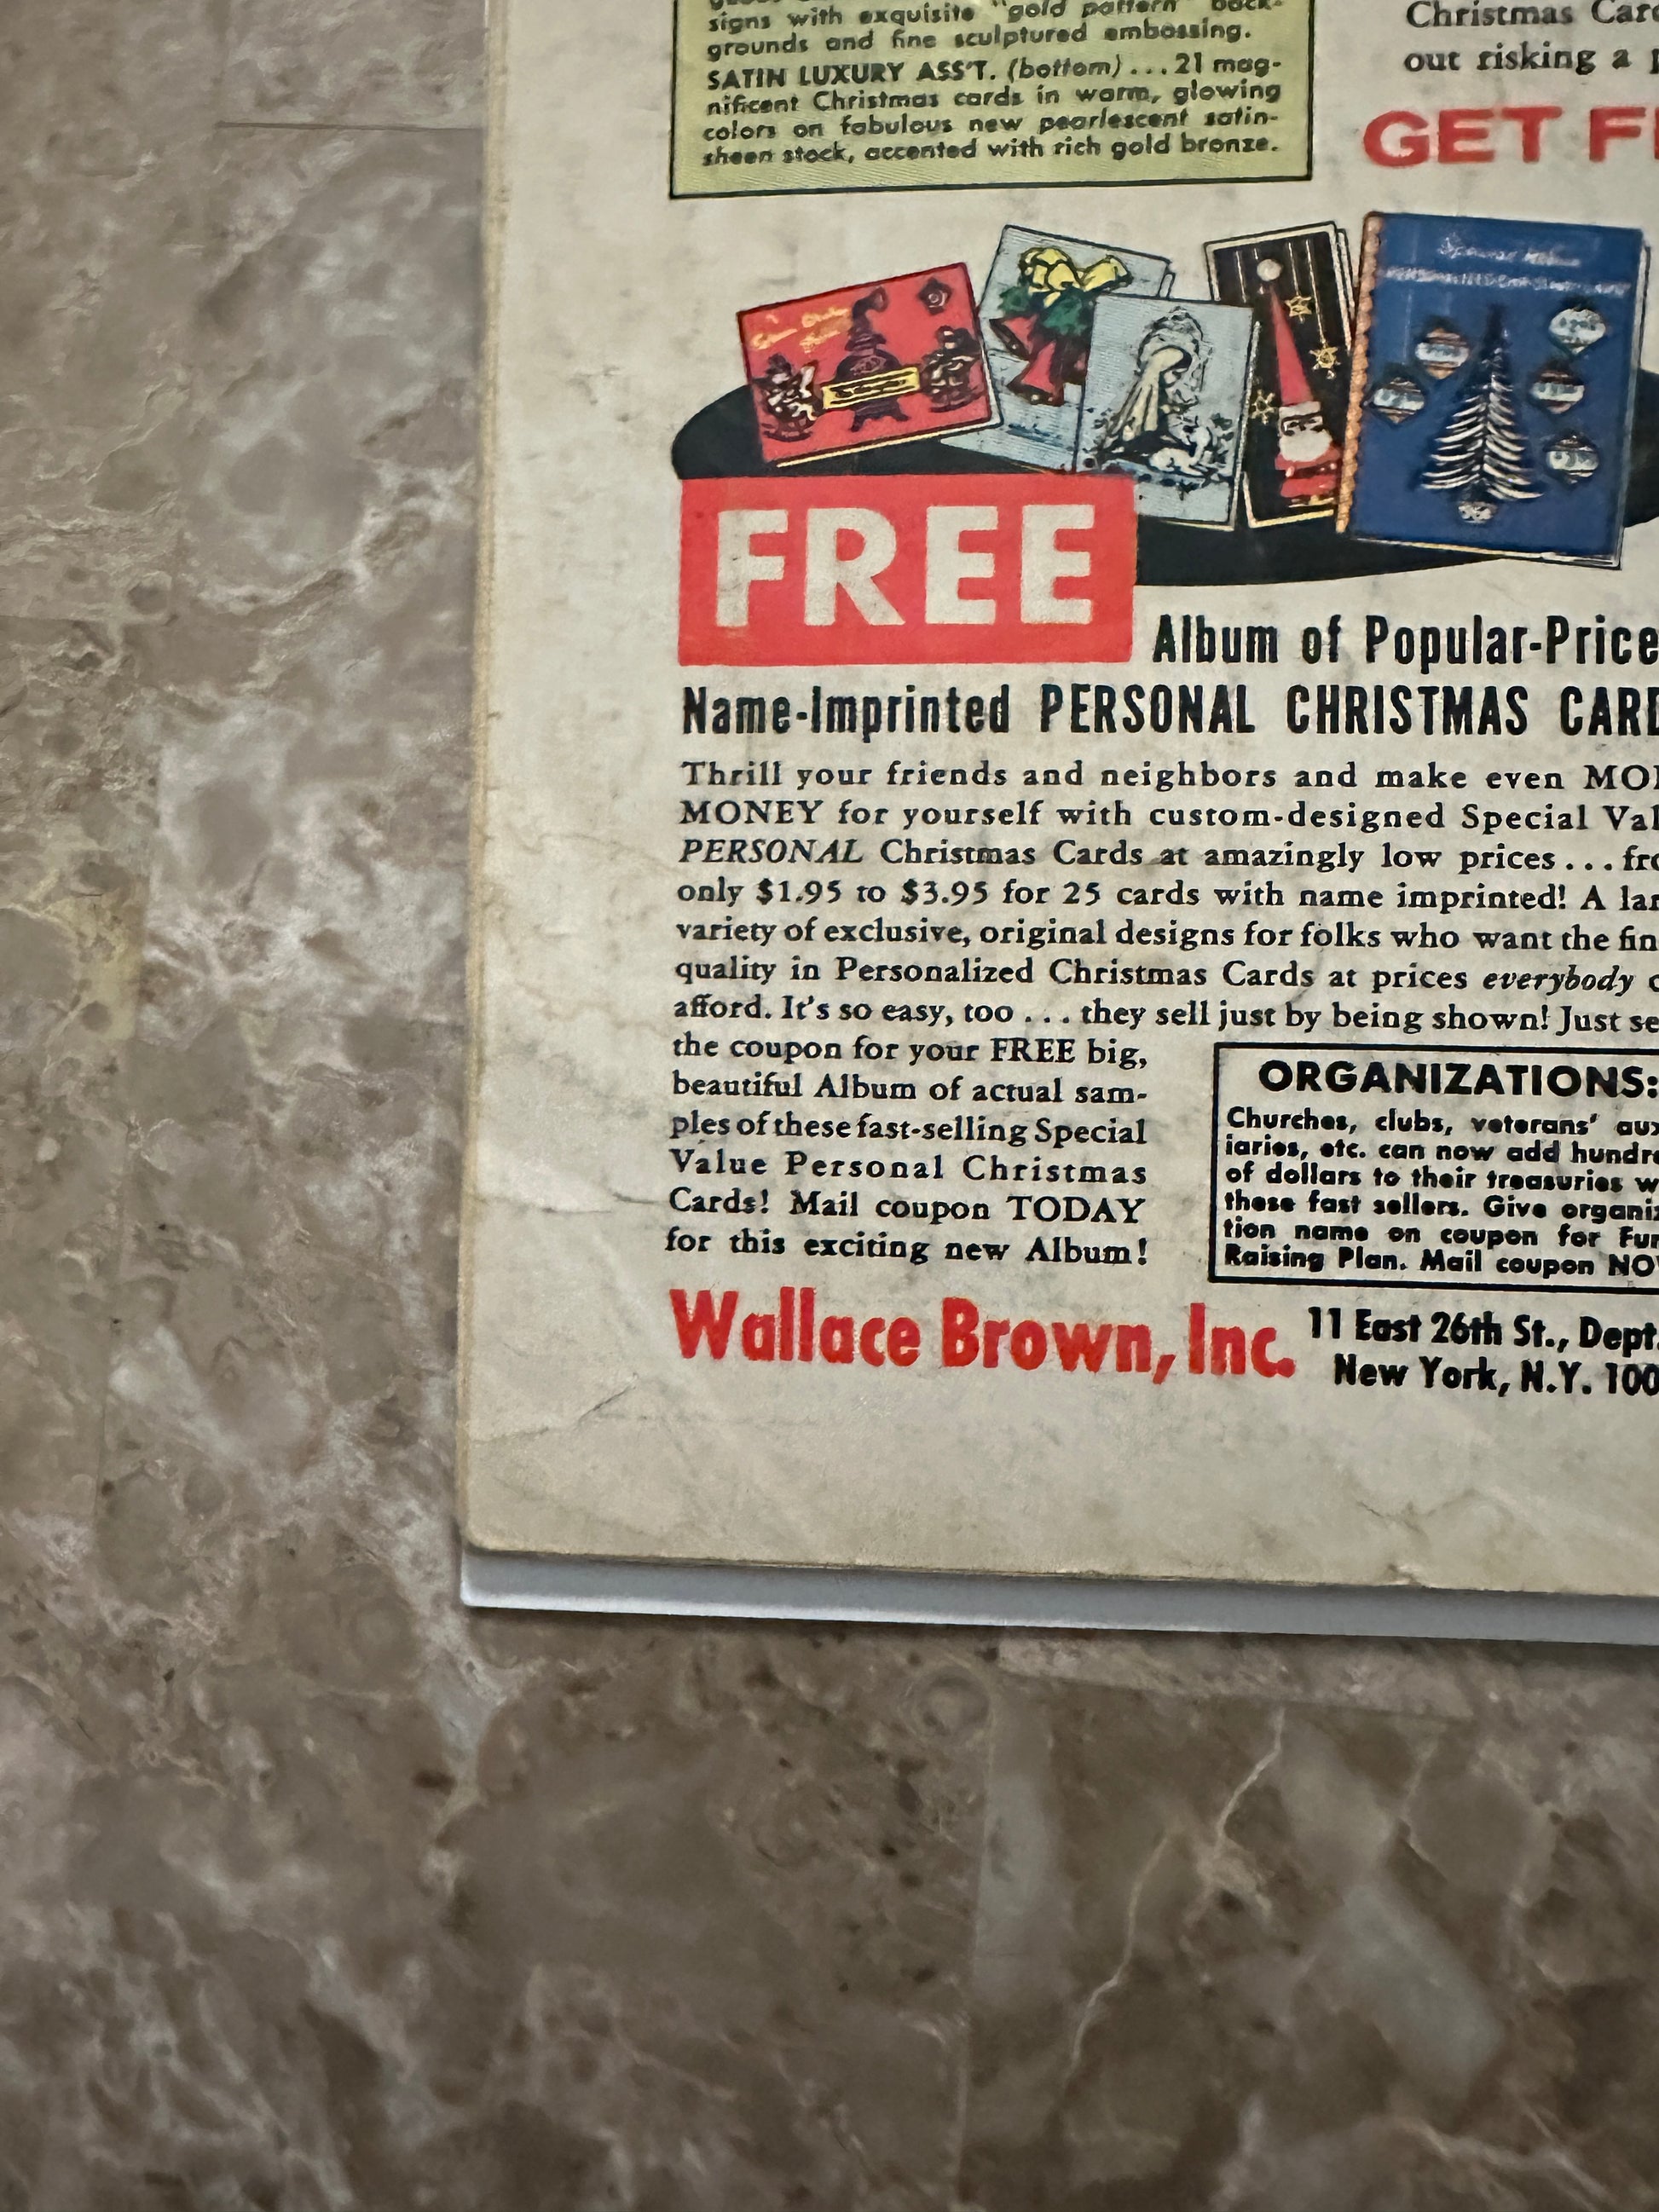 signs with exquisite "gold pattern" back-
grounds and fine sculptured embossing.
SATIN LUXURY ASS'T. (bottom)...21 mag-
nificent Christmas cards in warm, glowing
colors on fabulous new pearlescent satin-
sheen stock, accented with rich gold bronze.
Christmas Car
out risking a
GET F
FREE
Album of Popular-Price
Name-Imprinted PERSONAL CHRISTMAS CARD
Thrill your friends and neighbors and make even MO
MONEY for yourself with custom-designed Special Val
PERSONAL Christmas Cards at amazingly low prices...fro
only $1.95 to $3.95 for 25 cards with name imprinted! A lar
variety of exclusive, original designs for folks who want the fin
quality in Personalized Christmas Cards at prices everybody c
afford. It's so easy, too . . . they sell just by being shown! Just se
the coupon for your FREE big,
beautiful Album of actual sam-
ples of these fast-selling Special
Value Personal Christmas
Cards! Mail coupon TODAY
for this exciting new Album!
ORGANIZATIONS:
Churches, clubs, veterans' aux
iaries, etc. can now add hundre
of dollars to their treasuries w
these fast sellers. Give organiz
tion name on coupon for Fun
Raising Plan. Mail coupon NO
Wallace Brown, Inc.
11 East 26th St., Dept.
New York, N.Y. 100